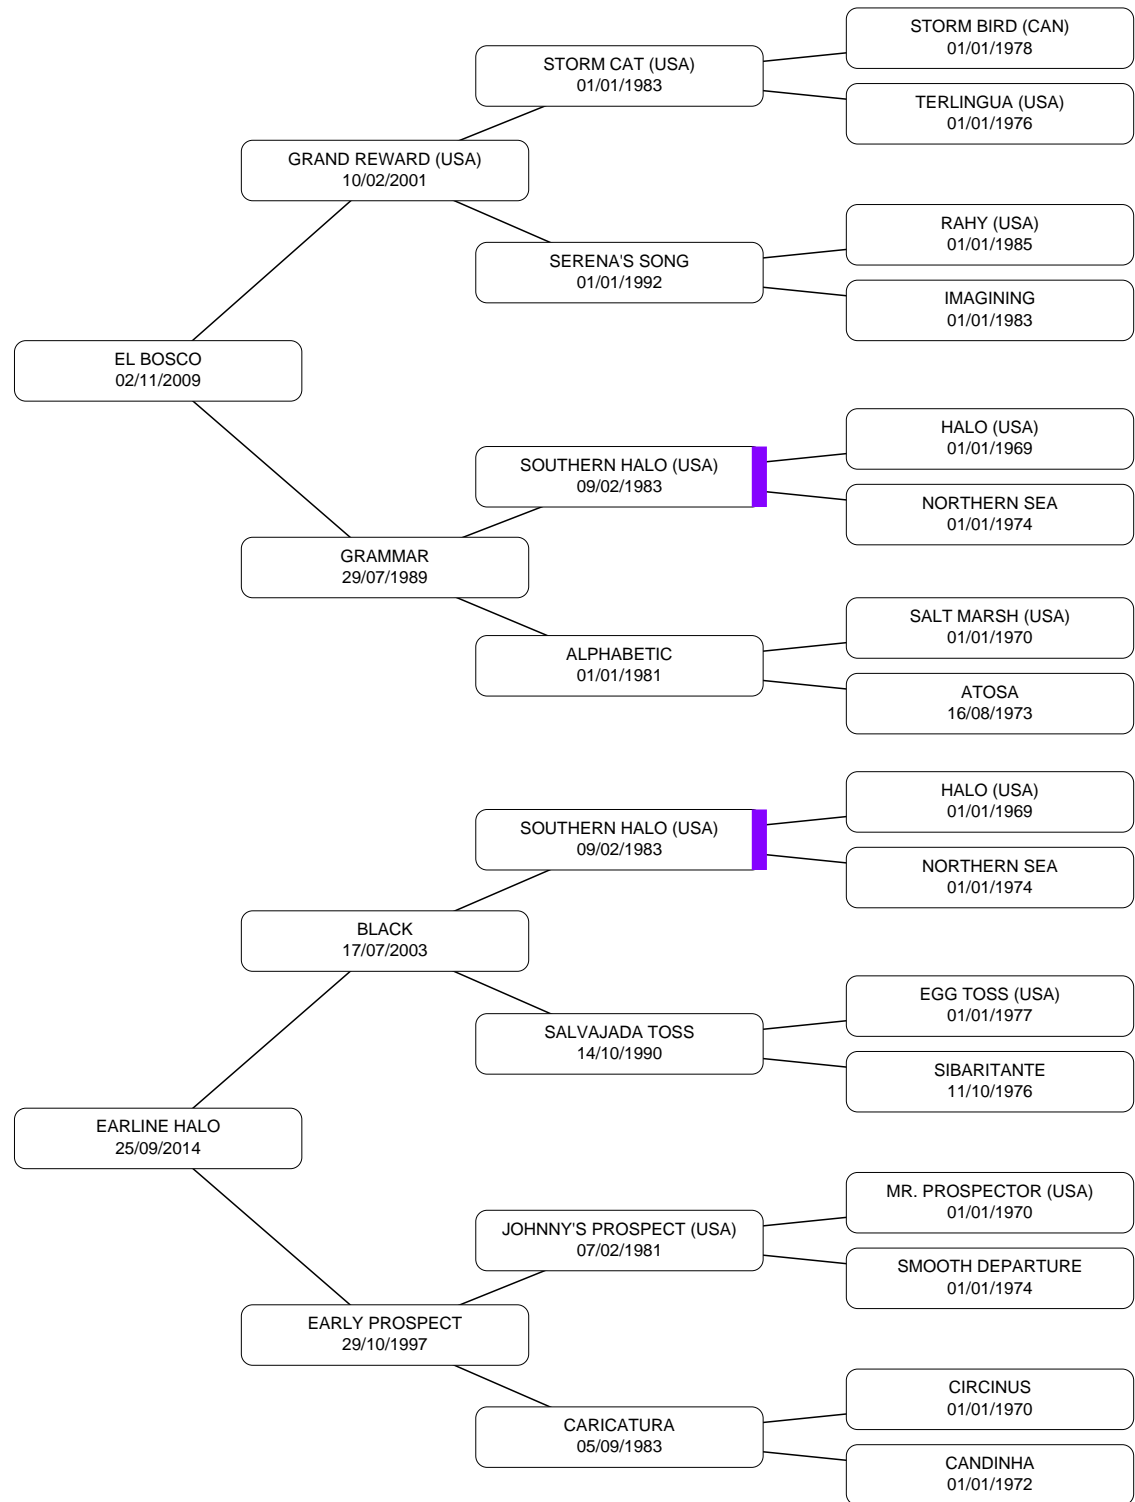 STORM BIRD (CAN)
01/01/1978
STORM CAT (USA)
01/01/1983
TERLINGUA (USA)
01/01/1976
GRAND REWARD (USA)
10/02/2001
RAHY (USA)
01/01/1985
SERENA'S SONG
01/01/1992
IMAGINING
01/01/1983
EL BOSCO
02/11/2009
HALO (USA)
01/01/1969
SOUTHERN HALO (USA)
09/02/1983
NORTHERN SEA
01/01/1974
GRAMMAR
29/07/1989
SALT MARSH (USA)
01/01/1970
ALPHABETIC
01/01/1981
ATOSA
16/08/1973
HALO (USA)
01/01/1969
SOUTHERN HALO (USA)
09/02/1983
NORTHERN SEA
01/01/1974
BLACK
17/07/2003
EGG TOSS (USA)
01/01/1977
SALVAJADA TOSS
14/10/1990
SIBARITANTE
11/10/1976
EARLINE HALO
25/09/2014
MR. PROSPECTOR (USA)
01/01/1970
JOHNNY'S PROSPECT (USA)
07/02/1981
SMOOTH DEPARTURE
01/01/1974
EARLY PROSPECT
29/10/1997
CIRCINUS
01/01/1970
CARICATURA
05/09/1983
CANDINHA
01/01/1972